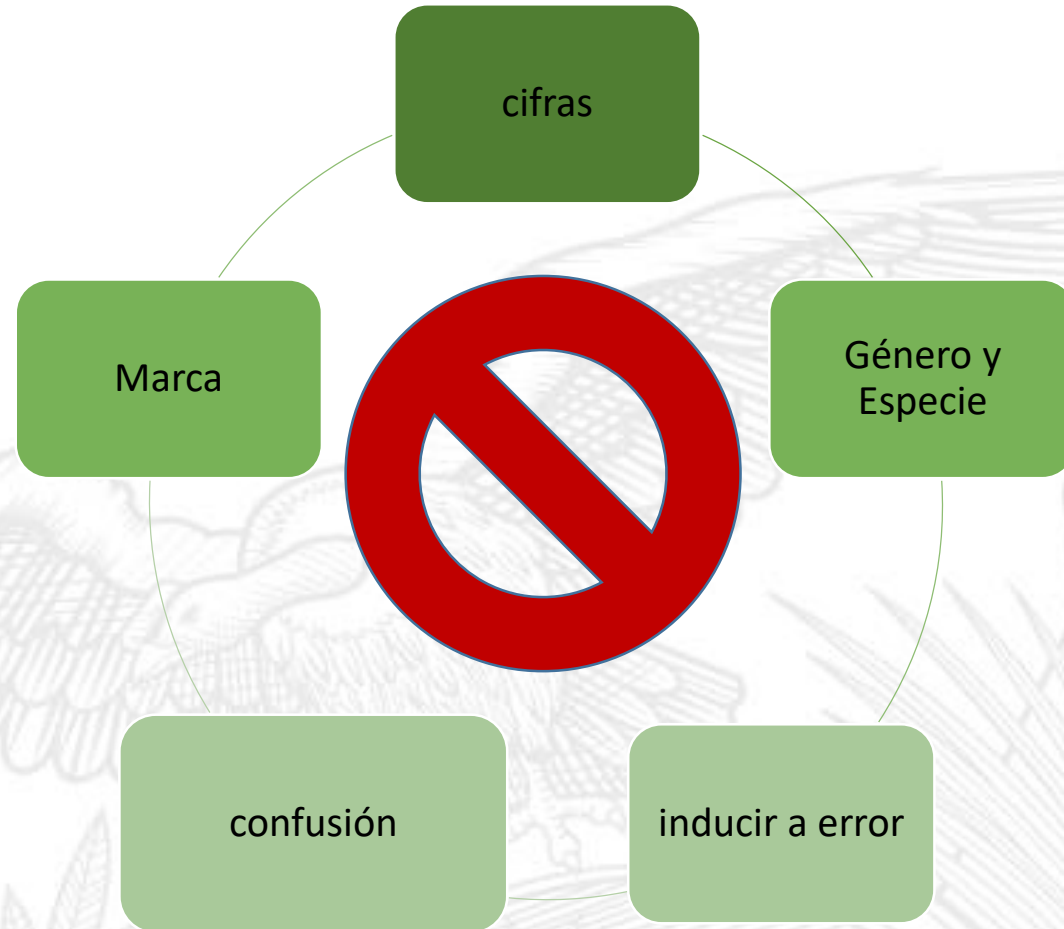 cifras
Marca
Género y
Especie
confusión
inducir a error